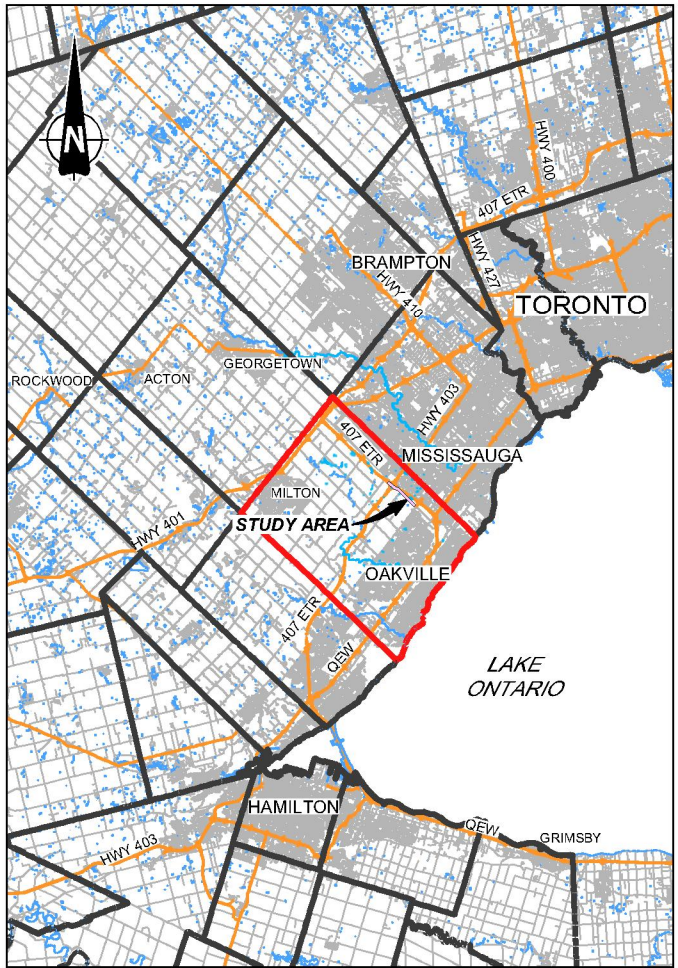 N
HWY 400
407 ETR
BRAMPTON
HWY 427
HWY 410
TORONTO
GEORGETOWN
ROCKWOOD
ACTON
HWY 403
407 ETR
MISSISSAUGA
MILTON
HWY 401
STUDY AREA
OAKVILLE
407 ETR
QEW
LAKE
ONTARIO
HAMILTON
QEW
GRIMSBY
HWY 403